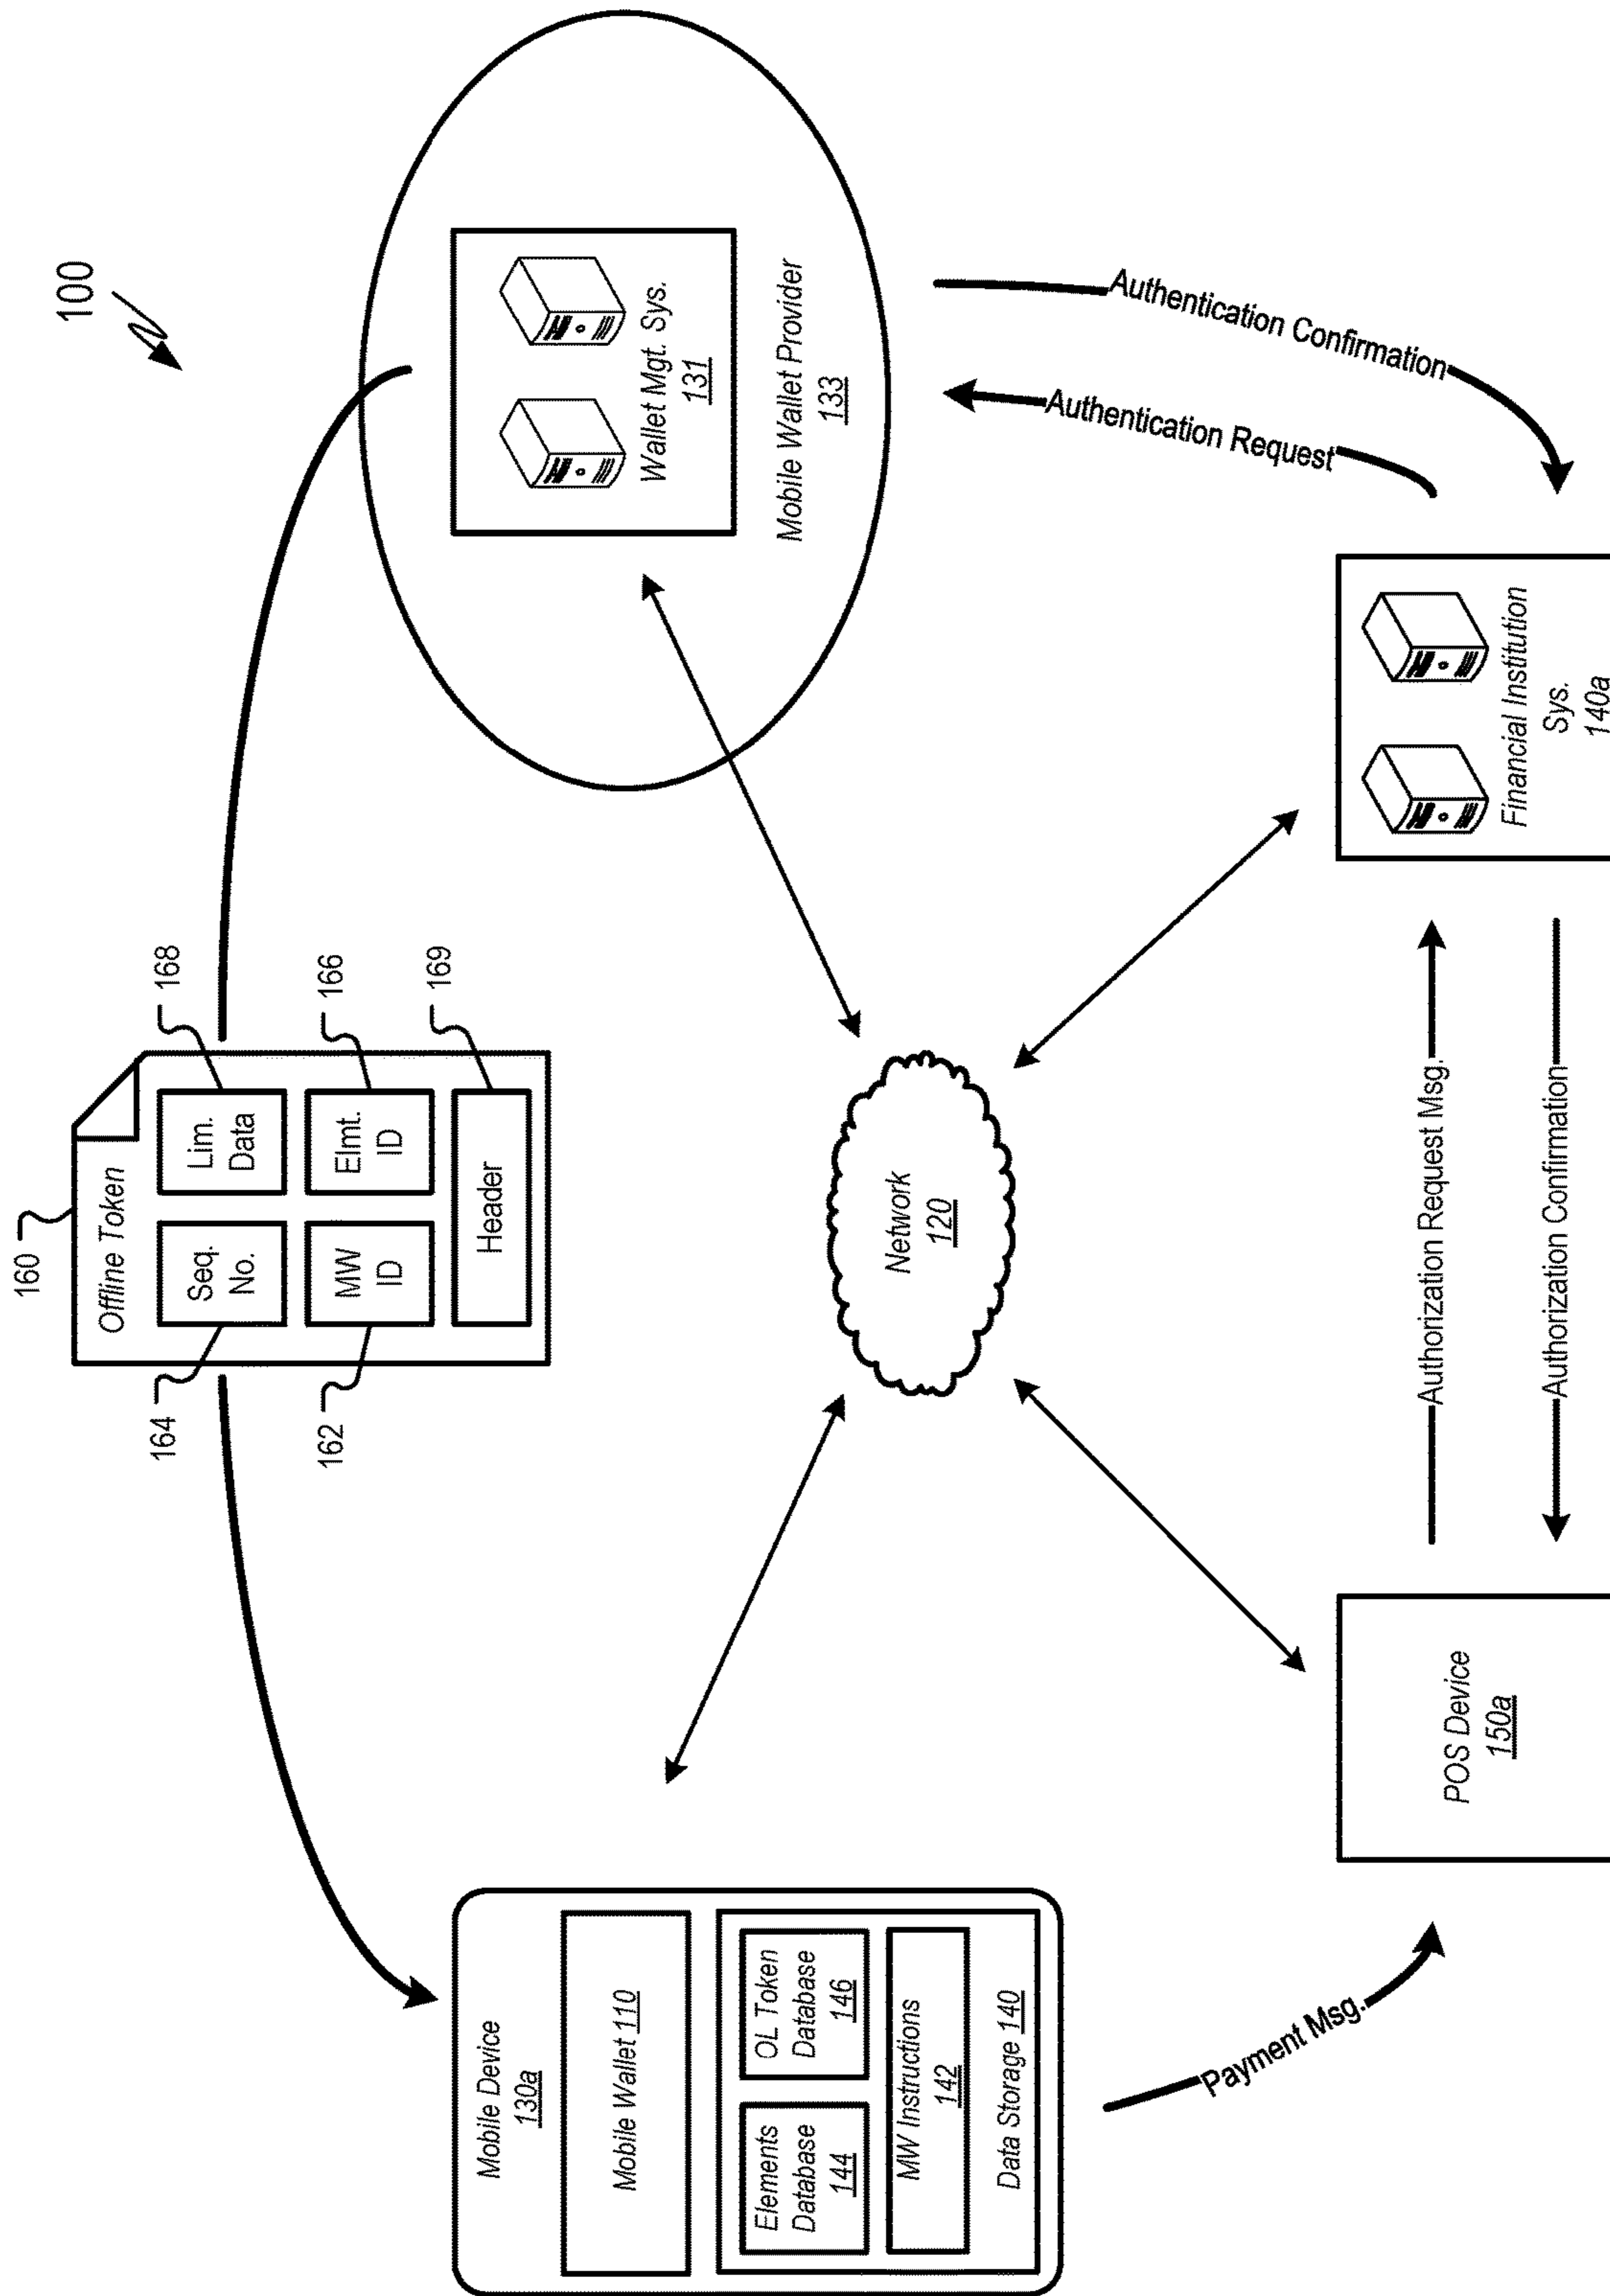 100
160
Offline Token
Seq.
No.
Lim.
Data
MW
ID
Elmt.
ID
Header
164
162
168
166
169
Mobile Device
130a
Mobile Wallet 110
Elements
Database
144
OL Token
Database
146
MW Instructions
142
Data Storage 140
Network
120
Wallet Mgt. Sys.
131
Mobile Wallet Provider
133
Payment Msg.
POS Device
150a
Authorization Request Msg.
Authorization Confirmation
Financial Institution
Sys.
140a
Authentication Request
Authentication Confirmation